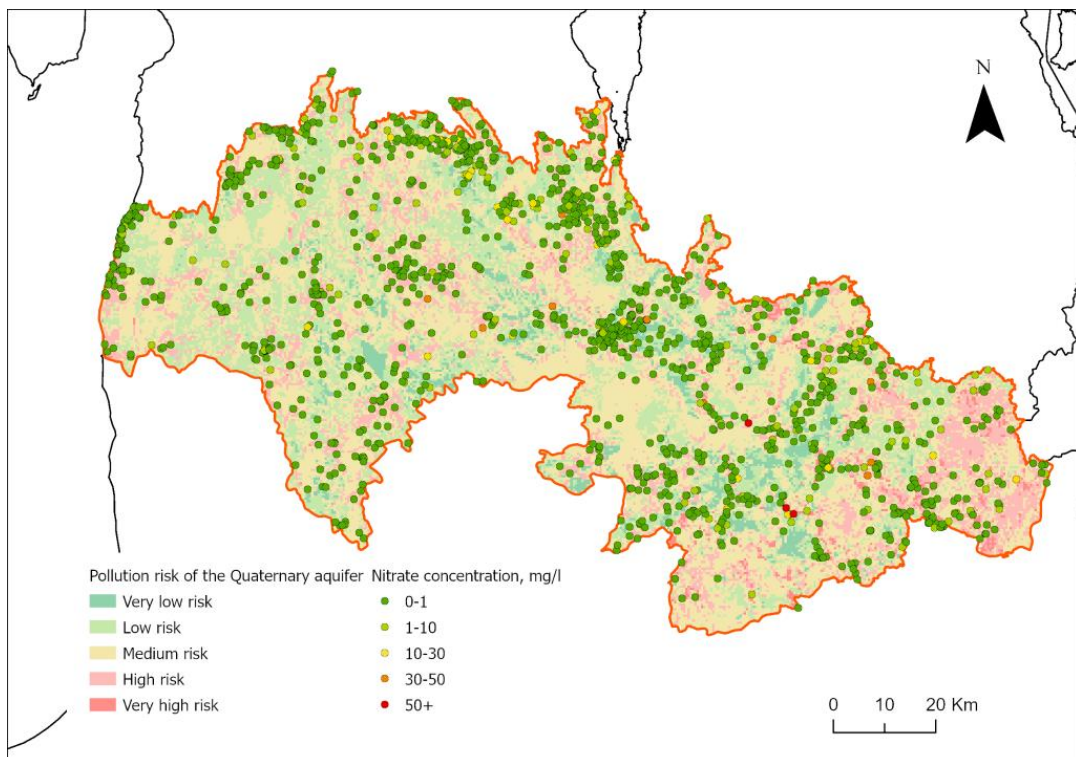 N
Pollution risk of the Quaternary aquifer Nitrate concentration, mg/l
Very low risk 0-1
Low risk 1-10
Medium risk 10-30
High risk 30-50
Very high risk 50+
0 10 20 Km